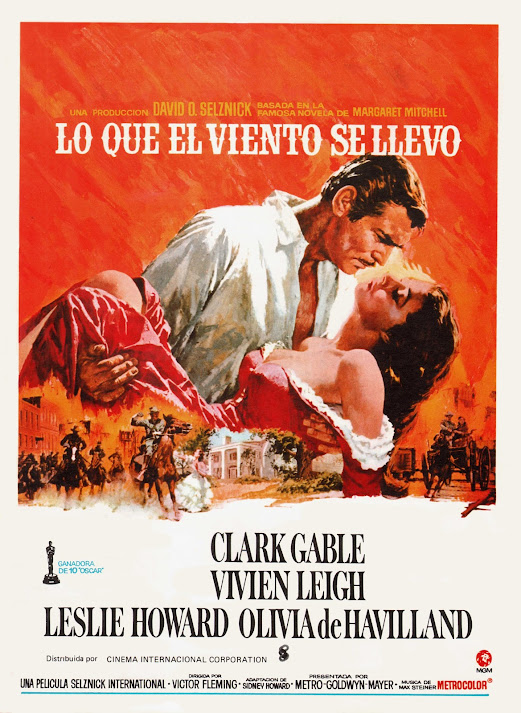 UNA PRODUCCION DAVID O. SELZNICK BASADA EN LA FAMOSA NOVELA DE MARGARET MITCHELL
LO QUE EL VIENTO SE LLEVO
CLARK GABLE
VIVIEN LEIGH
LESLIE HOWARD OLIVIA de HAVILLAND
GANADORA
DE 10 "OSCAR"
Distribuida por CINEMA INTERNACIONAL CORPORATION
MGM
UNA PELICULA SELZNICK INTERNATIONAL - DIRIGIDA POR VICTOR FLEMING - ADAPTACION DE SIDNEY HOWARD - PRESENTADA POR METRO-GOLDWYN-MAYER - MUSICA DE MAX STEINER METROCOLOR®